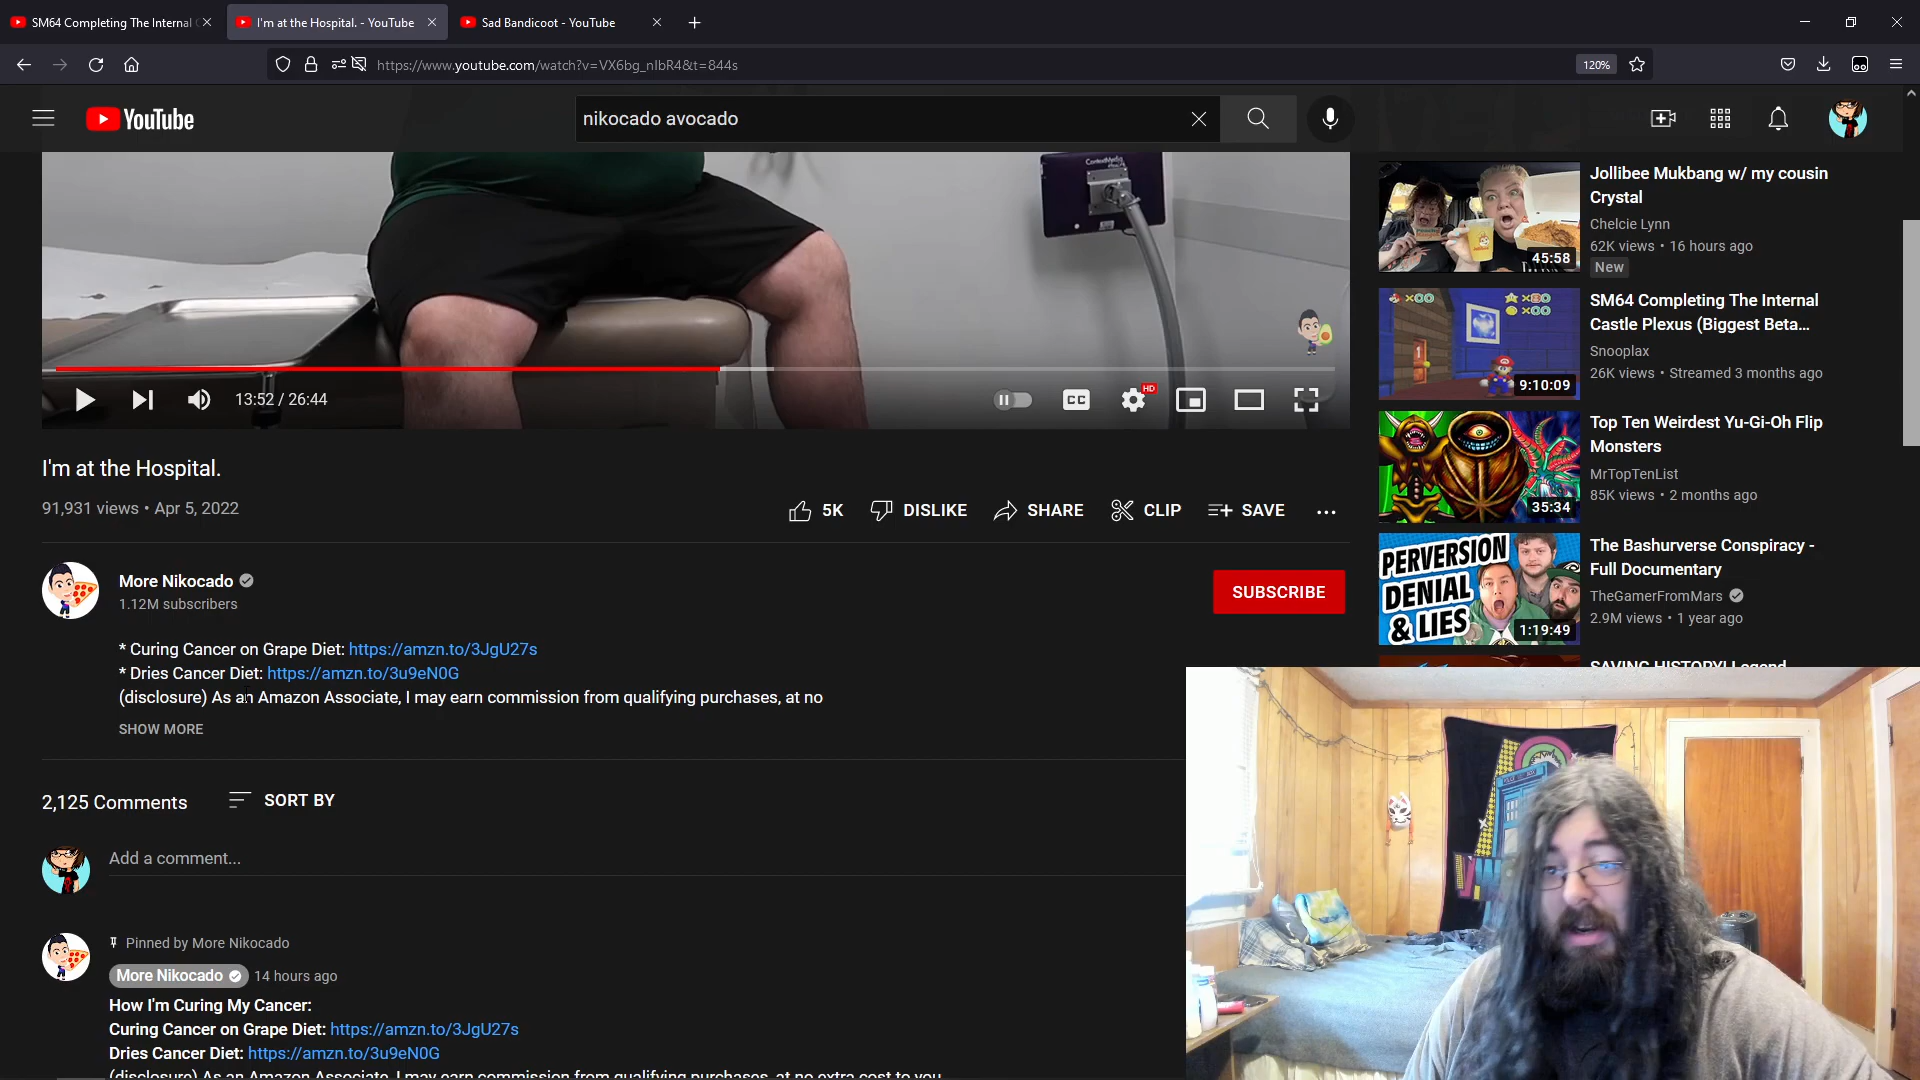 SM64 Completing The Internal C
I'm at the Hospital. - YouTube
Sad Bandicoot - YouTube
https://www.youtube.com/watch?v=VX6bg_nIbR4&t=844s
120%
YouTube
nikocado avocado
13:52 / 26:44
CC
HD
I'm at the Hospital.
91,931 views • Apr 5, 2022
5K
DISLIKE
SHARE
CLIP
SAVE
More Nikocado
1.12M subscribers
SUBSCRIBE
* Curing Cancer on Grape Diet: https://amzn.to/3JgU27s
* Dries Cancer Diet: https://amzn.to/3u9eN0G
(disclosure) As an Amazon Associate, I may earn commission from qualifying purchases, at no
SHOW MORE
2,125 Comments
SORT BY
Add a comment...
Pinned by More Nikocado
More Nikocado
14 hours ago
How I'm Curing My Cancer:
Curing Cancer on Grape Diet: https://amzn.to/3JgU27s
Dries Cancer Diet: https://amzn.to/3u9eN0G
(disclosure) As an Amazon Associate, I may earn commission from qualifying purchases, at no extra cost to you
45:58
Jollibee Mukbang w/ my cousin
Crystal
Chelcie Lynn
62K views • 16 hours ago
New
9:10:09
SM64 Completing The Internal
Castle Plexus (Biggest Beta...
Snooplax
26K views • Streamed 3 months ago
35:34
Top Ten Weirdest Yu-Gi-Oh Flip
Monsters
MrTopTenList
85K views • 2 months ago
PERVERSION
DENIAL
& LIES
1:19:49
The Bashurverse Conspiracy -
Full Documentary
TheGamerFromMars
2.9M views • 1 year ago
SAVING HISTORY! Legend